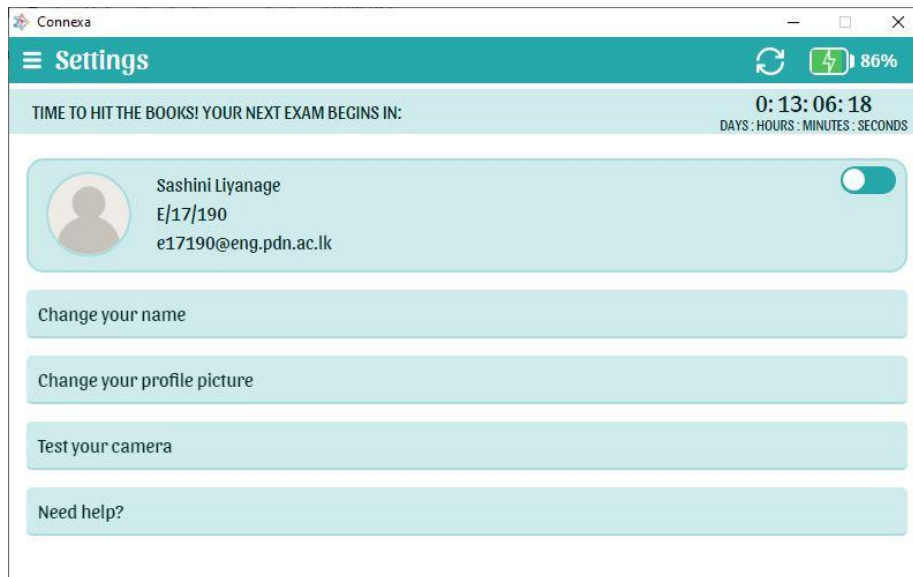 Connexa
Settings
86%
TIME TO HIT THE BOOKS! YOUR NEXT EXAM BEGINS IN:
0: 13: 06: 18
DAYS : HOURS : MINUTES : SECONDS
Sashini Liyanage
E/17/190
e17190@eng.pdn.ac.lk
Change your name
Change your profile picture
Test your camera
Need help?